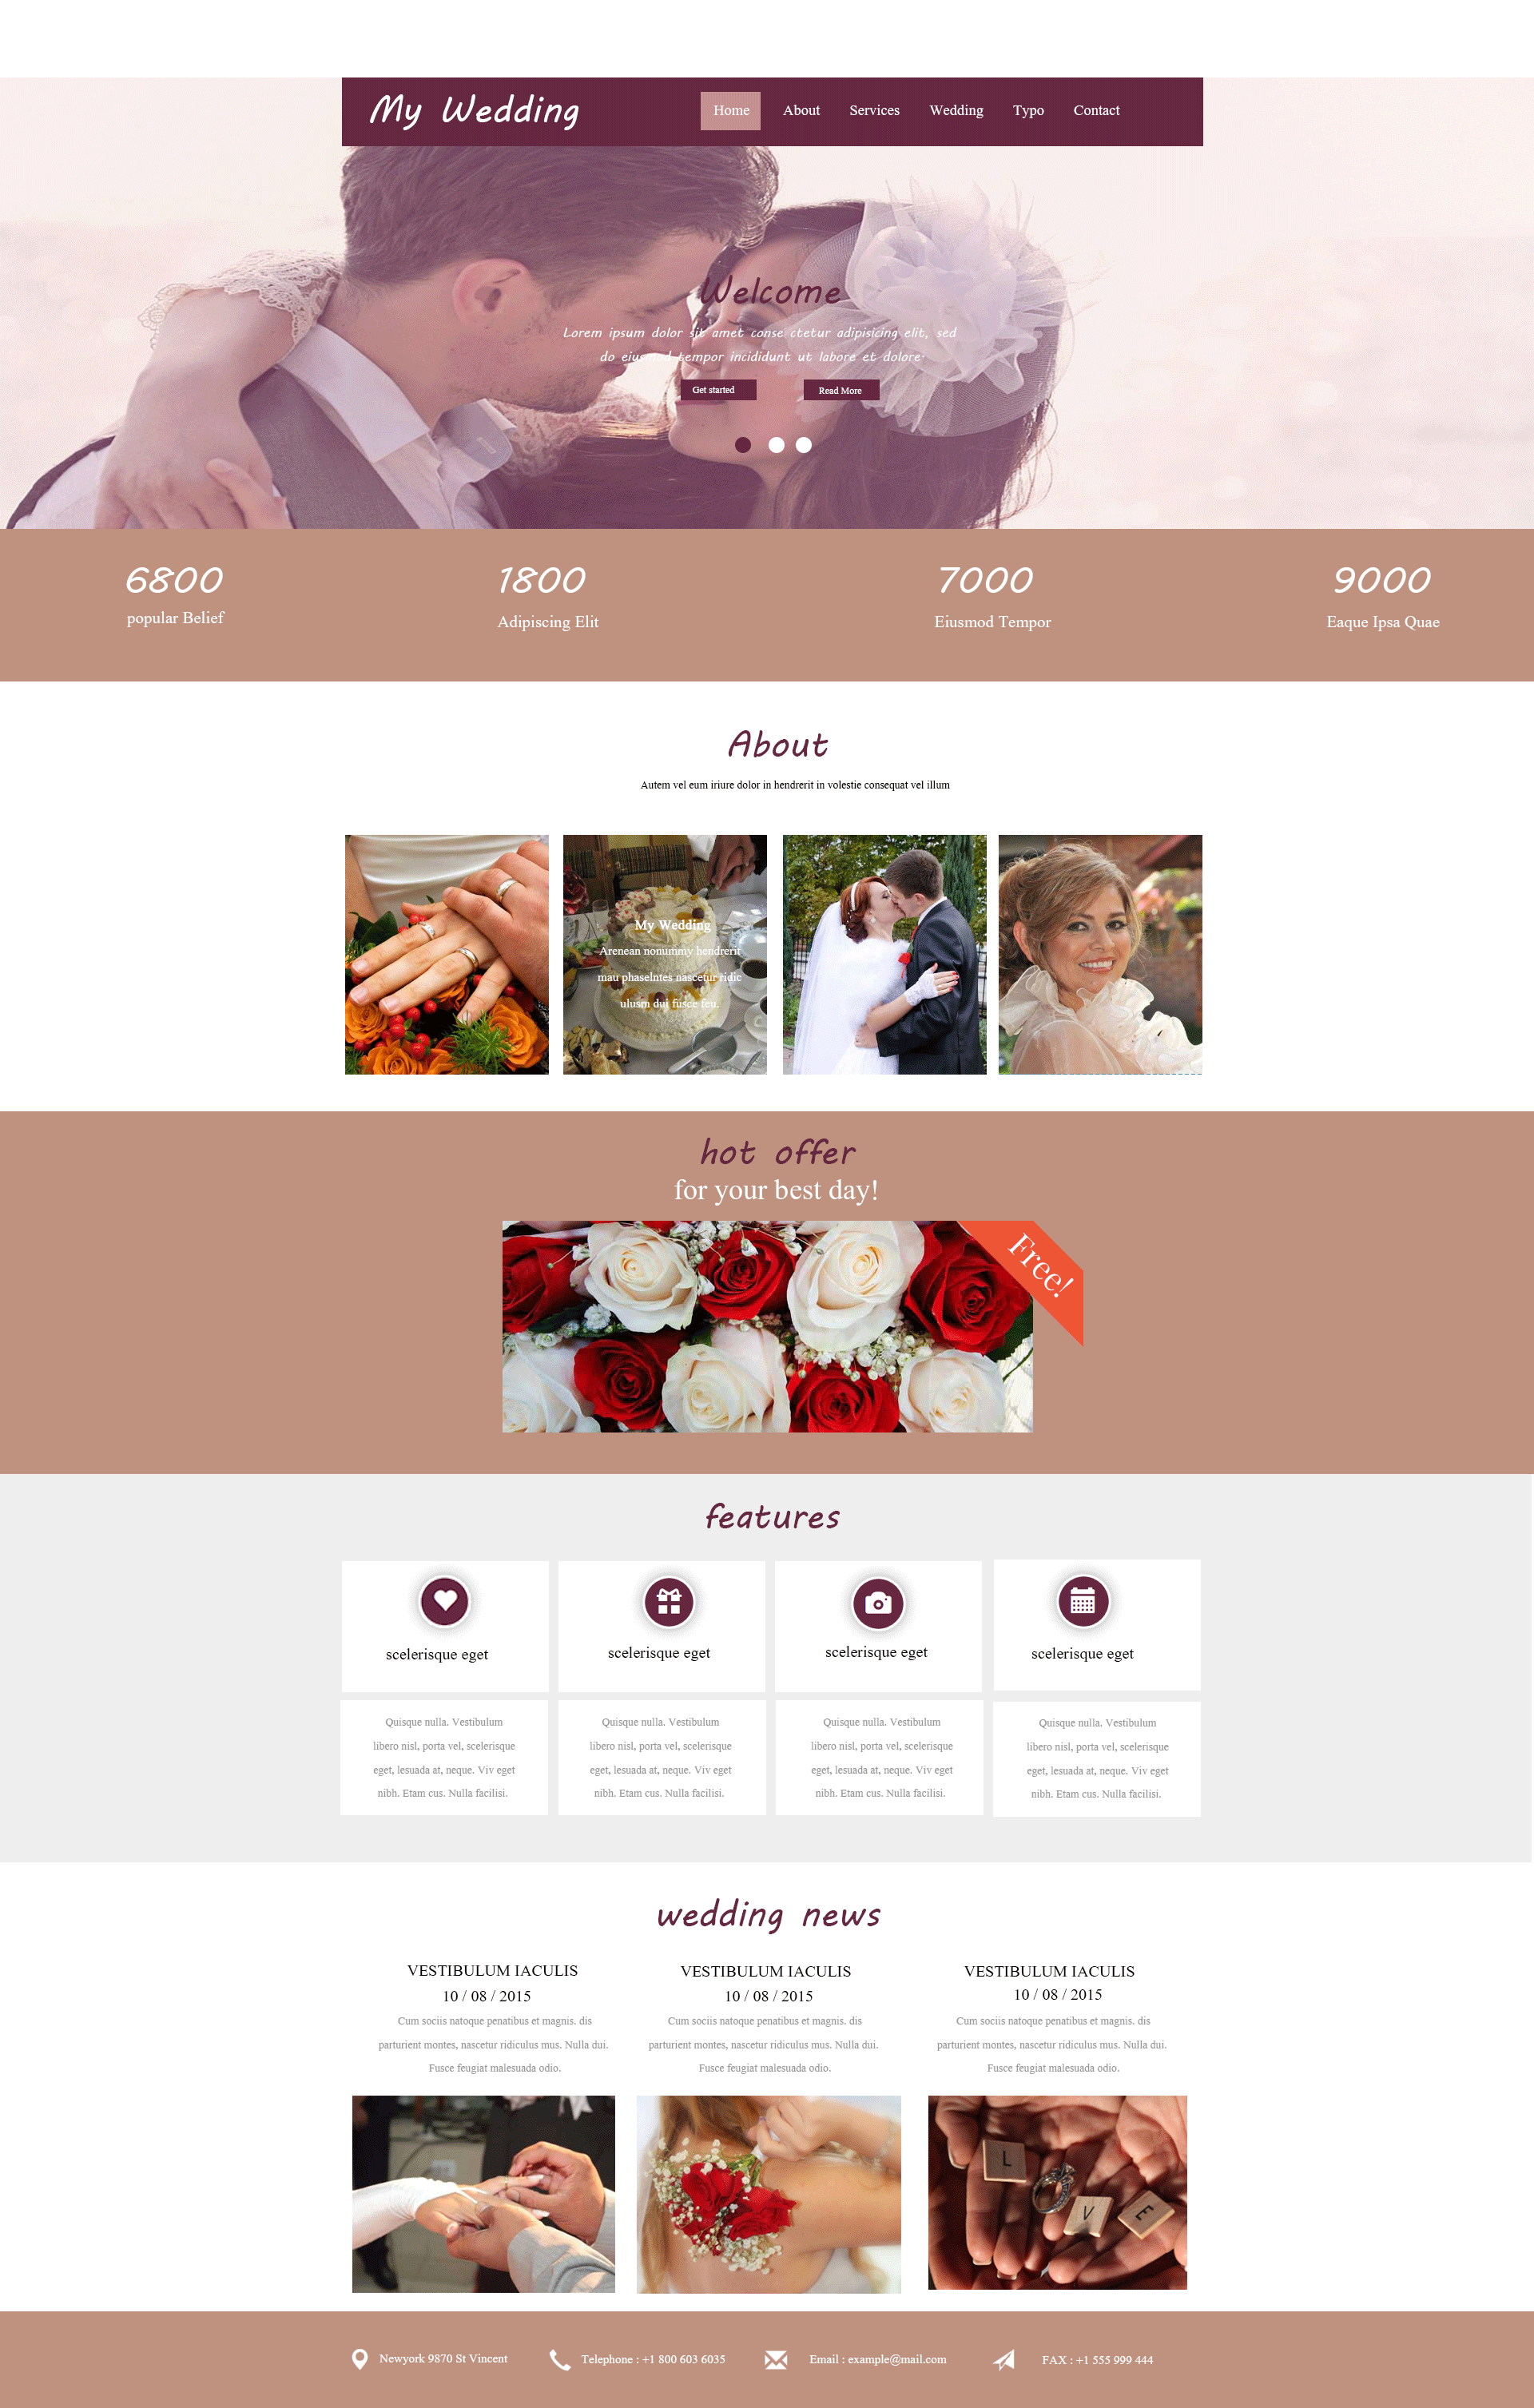 My Wedding
Home About Services Wedding Typo Contact
Welcome
Lorem ipsum dolor sit amet conse ctetur adipisicing elit, sed
do eiusmod tempor incididunt ut labore et dolore
Get started
Read More
6800
popular Belief
1800
Adipiscing Elit
7000
Eiusmod Tempor
9000
Eaque Ipsa Quae
About
Autem vel eum iriure dolor in hendrerit in volestie consequat vel illum
My Wedding
Arenean nonummy hendrerit
mau phaselntes nascetur ridic
ulusm dui fusce feu.
hot offer
for your best day!
Free!
features
scelerisque eget
scelerisque eget
scelerisque eget
scelerisque eget
Quisque nulla. Vestibulum
libero nisl, porta vel, scelerisque
eget, lesuada at, neque. Viv eget
nibh. Etam cus. Nulla facilisi.
Quisque nulla. Vestibulum
libero nisl, porta vel, scelerisque
eget, lesuada at, neque. Viv eget
nibh. Etam cus. Nulla facilisi.
Quisque nulla. Vestibulum
libero nisl, porta vel, scelerisque
eget, lesuada at, neque. Viv eget
nibh. Etam cus. Nulla facilisi.
Quisque nulla. Vestibulum
libero nisl, porta vel, scelerisque
eget, lesuada at, neque. Viv eget
nibh. Etam cus. Nulla facilisi.
wedding news
VESTIBULUM IACULIS
10 / 08 / 2015
Cum sociis natoque penatibus et magnis. dis
parturient montes, nascetur ridiculus mus. Nulla dui.
Fusce feugiat malesuada odio.
VESTIBULUM IACULIS
10 / 08 / 2015
Cum sociis natoque penatibus et magnis. dis
parturient montes, nascetur ridiculus mus. Nulla dui.
Fusce feugiat malesuada odio.
VESTIBULUM IACULIS
10 / 08 / 2015
Cum sociis natoque penatibus et magnis. dis
parturient montes, nascetur ridiculus mus. Nulla dui.
Fusce feugiat malesuada odio.
L V E
Newyork 9870 St Vincent
Telephone : +1 800 603 6035
Email : example@mail.com
FAX : +1 555 999 444